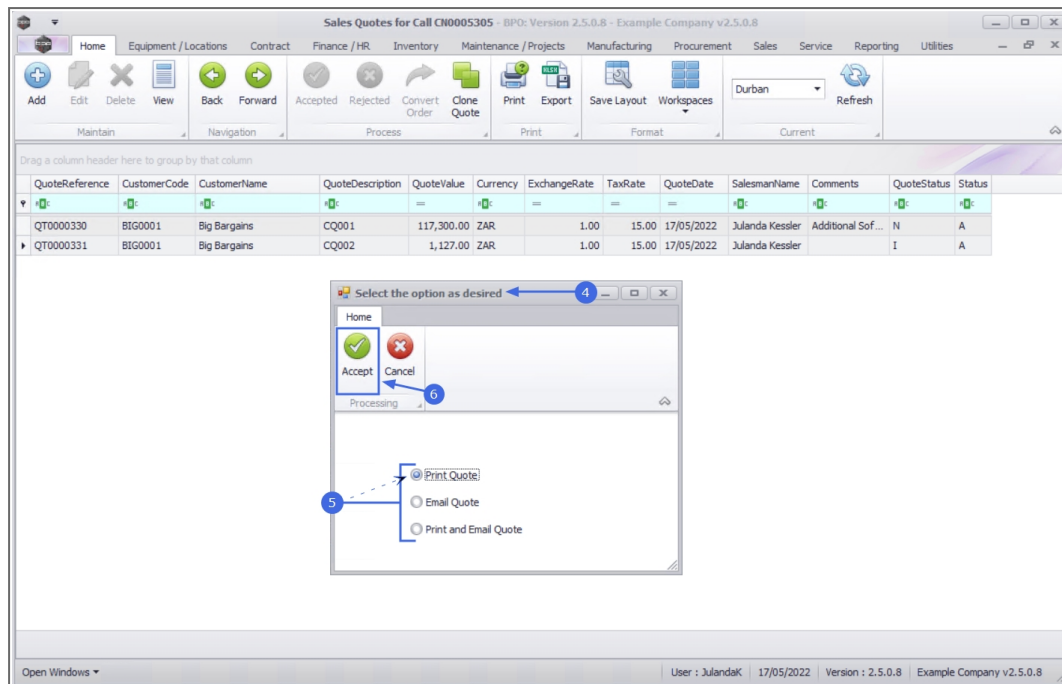 Sales Quotes for Call CN0005305 - BPO: Version 2.5.0.8 - Example Company v2.5.0.8
Home Equipment / Locations Contract Finance / HR Inventory Maintenance / Projects Manufacturing Procurement Sales Service Reporting Utilities
Add Edit Delete View Back Forward Accepted Rejected Convert Order Clone Quote Print Export Save Layout Workspaces Durban Refresh
Maintain Navigation Process Print Format Current
Drag a column header here to group by that column
QuoteReference CustomerCode CustomerName QuoteDescription QuoteValue Currency ExchangeRate TaxRate QuoteDate SalesmanName Comments QuoteStatus Status
= = = =
QT0000330 BIG0001 Big Bargains CQ001 117,300.00 ZAR 1.00 15.00 17/05/2022 Julanda Kessler Additional Sof... N A
QT0000331 BIG0001 Big Bargains CQ002 1,127.00 ZAR 1.00 15.00 17/05/2022 Julanda Kessler I A
Select the option as desired 4
Home
Accept Cancel
6
Processing
Print Quote
5 Email Quote
Print and Email Quote
Open Windows User : JulandaK 17/05/2022 Version : 2.5.0.8 Example Company v2.5.0.8